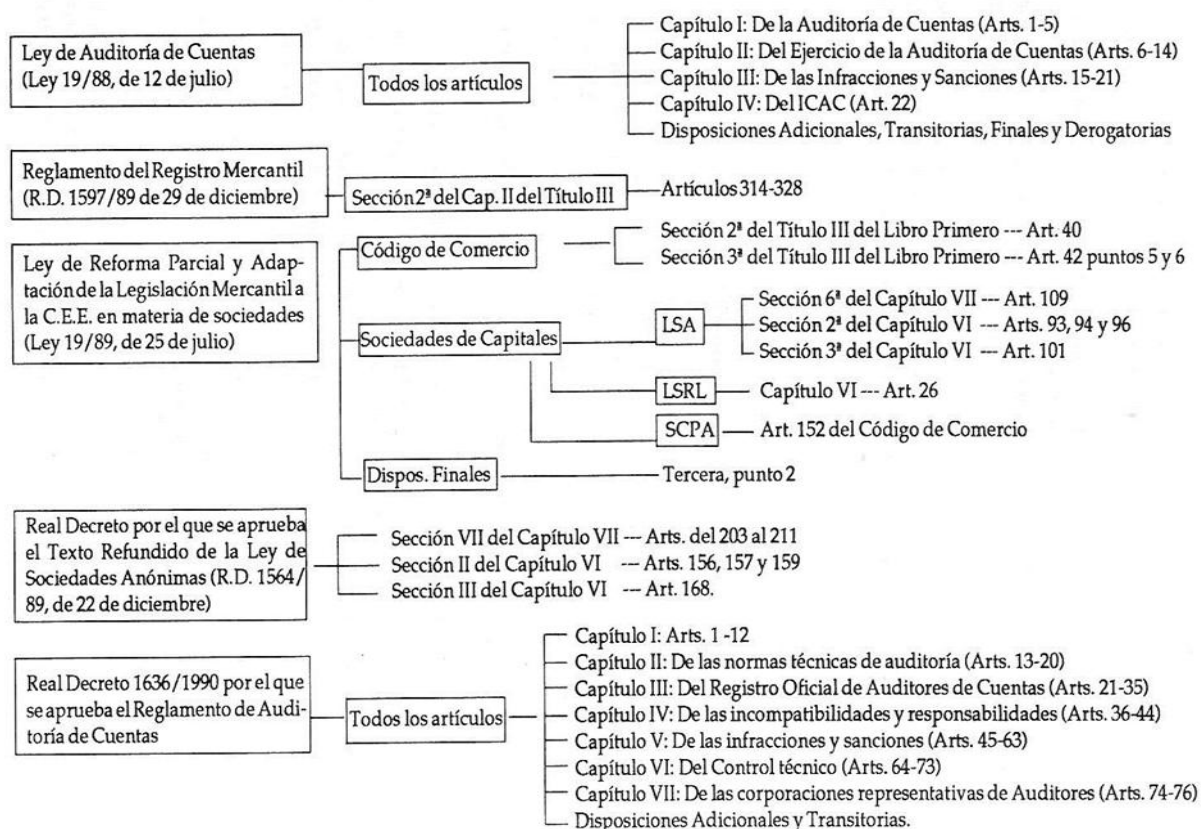 Ley de Auditoría de Cuentas
(Ley 19/88, de 12 de julio)
Todos los artículos
Capítulo I: De la Auditoría de Cuentas (Arts. 1-5)
Capítulo II: Del Ejercicio de la Auditoría de Cuentas (Arts. 6-14)
Capítulo III: De las Infracciones y Sanciones (Arts. 15-21)
Capítulo IV: Del ICAC (Art. 22)
Disposiciones Adicionales, Transitorias, Finales y Derogatorias
Reglamento del Registro Mercantil
(R.D. 1597/89 de 29 de diciembre)
Sección 2ª del Cap. II del Título III
Artículos 314-328
Ley de Reforma Parcial y Adap-
tación de la Legislación Mercantil a
la C.E.E. en materia de sociedades
(Ley 19/89, de 25 de julio)
Código de Comercio
Sección 2ª del Título III del Libro Primero --- Art. 40
Sección 3ª del Título III del Libro Primero --- Art. 42 puntos 5 y 6
Sociedades de Capitales
LSA
Sección 6ª del Capítulo VII --- Art. 109
Sección 2ª del Capítulo VI --- Arts. 93, 94 y 96
Sección 3ª del Capítulo VI --- Art. 101
LSRL
Capítulo VI --- Art. 26
SCPA
Art. 152 del Código de Comercio
Dispos. Finales
Tercera, punto 2
Real Decreto por el que se aprueba
el Texto Refundido de la Ley de
Sociedades Anónimas (R.D. 1564/
89, de 22 de diciembre)
Sección VII del Capítulo VII --- Arts. del 203 al 211
Sección II del Capítulo VI --- Arts. 156, 157 y 159
Sección III del Capítulo VI --- Art. 168.
Real Decreto 1636/1990 por el que
se aprueba el Reglamento de Audi-
toría de Cuentas
Todos los artículos
Capítulo I: Arts. 1 -12
Capítulo II: De las normas técnicas de auditoría (Arts. 13-20)
Capítulo III: Del Registro Oficial de Auditores de Cuentas (Arts. 21-35)
Capítulo IV: De las incompatibilidades y responsabilidades (Arts. 36-44)
Capítulo V: De las infracciones y sanciones (Arts. 45-63)
Capítulo VI: Del Control técnico (Arts. 64-73)
Capítulo VII: De las corporaciones representativas de Auditores (Arts. 74-76)
Disposiciones Adicionales y Transitorias.